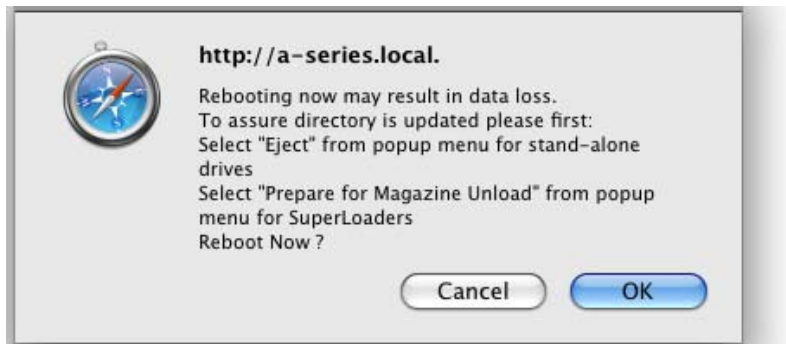 http://a-series.local.
Rebooting now may result in data loss.
To assure directory is updated please first:
Select "Eject" from popup menu for stand-alone
drives
Select "Prepare for Magazine Unload" from popup
menu for SuperLoaders
Reboot Now ?
Cancel OK